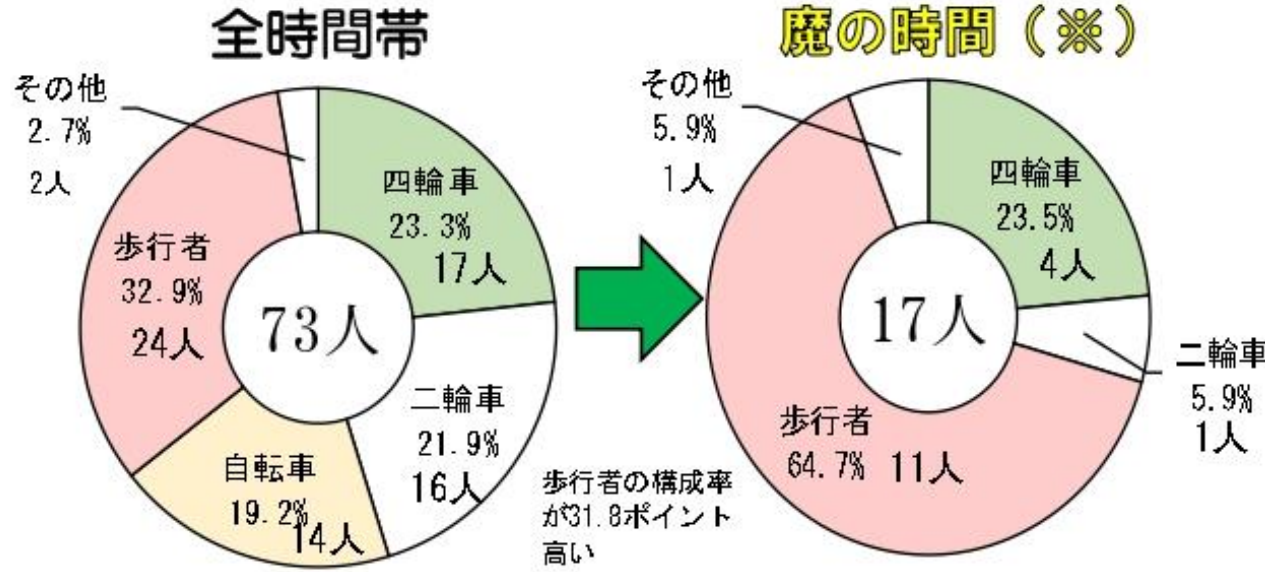 全時間帯
その他
2.7%
2人
四輪車
23.3%
17人
二輪車
21.9%
16人
自転車
19.2%
14人
歩行者
32.9%
24人
73人
歩行者の構成率
が31.8ポイント
高い
魔の時間（※）
その他
5.9%
1人
四輪車
23.5%
4人
二輪車
5.9%
1人
歩行者
64.7% 11人
17人